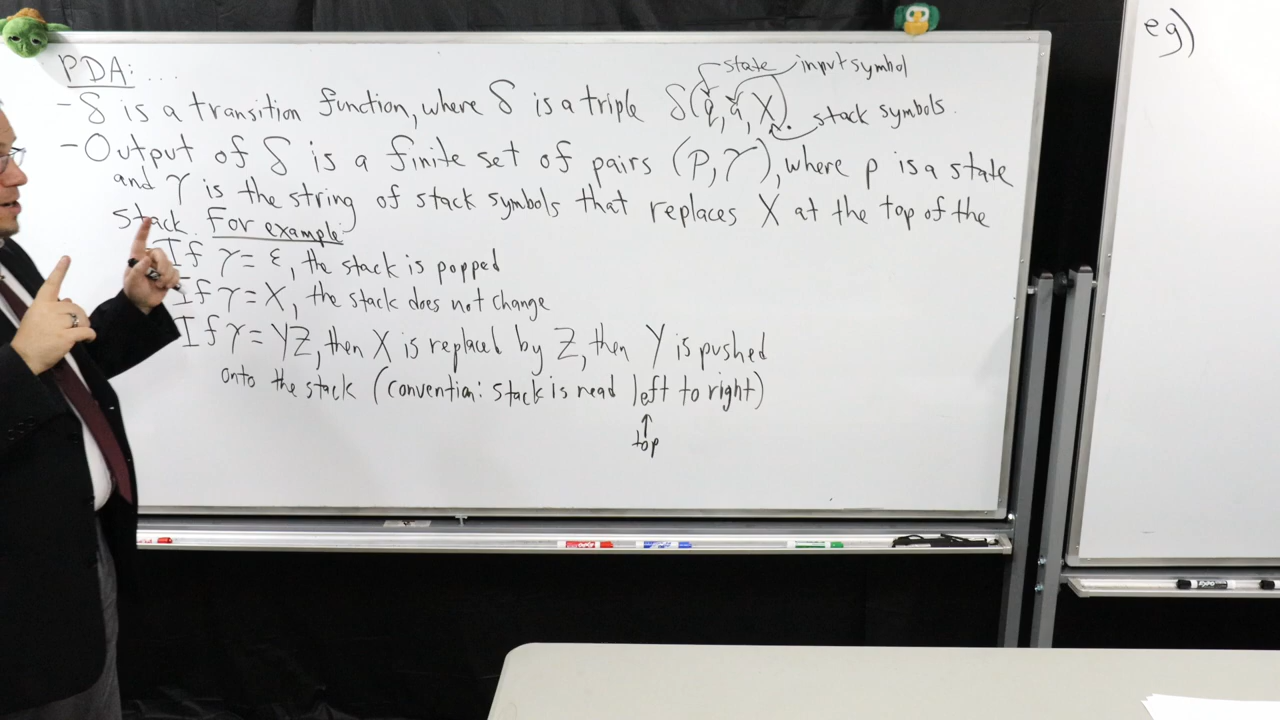 PDA: ...
state input symbol
- δ is a transition function, where δ is a triple δ(q, a, X). stack symbols.
- Output of δ is a finite set of pairs (p, γ), where p is a state
and γ is the string of stack symbols that replaces X at the top of the
stack. For example:
If γ = ε, the stack is popped
If γ = X, the stack does not change
If γ = YZ, then X is replaced by Z, then Y is pushed
onto the stack (convention: stack is read left to right)
↑
top
eg)